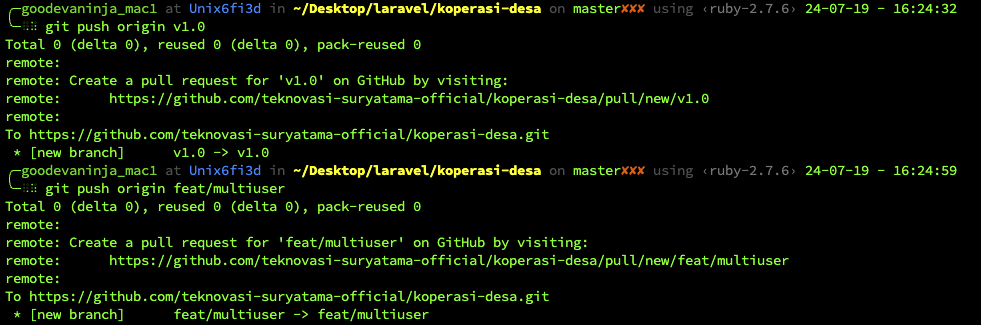 goodevaninja_mac1 at Unix6fi3d in ~/Desktop/laravel/koperasi-desa on master✘✘✘ using ‹ruby-2.7.6› 24-07-19 - 16:24:32
git push origin v1.0
Total 0 (delta 0), reused 0 (delta 0), pack-reused 0
remote:
remote: Create a pull request for 'v1.0' on GitHub by visiting:
remote:      https://github.com/teknovasi-suryatama-official/koperasi-desa/pull/new/v1.0
remote:
To https://github.com/teknovasi-suryatama-official/koperasi-desa.git
 * [new branch]      v1.0 -> v1.0
goodevaninja_mac1 at Unix6fi3d in ~/Desktop/laravel/koperasi-desa on master✘✘✘ using ‹ruby-2.7.6› 24-07-19 - 16:24:59
git push origin feat/multiuser
Total 0 (delta 0), reused 0 (delta 0), pack-reused 0
remote:
remote: Create a pull request for 'feat/multiuser' on GitHub by visiting:
remote:      https://github.com/teknovasi-suryatama-official/koperasi-desa/pull/new/feat/multiuser
remote:
To https://github.com/teknovasi-suryatama-official/koperasi-desa.git
 * [new branch]      feat/multiuser -> feat/multiuser